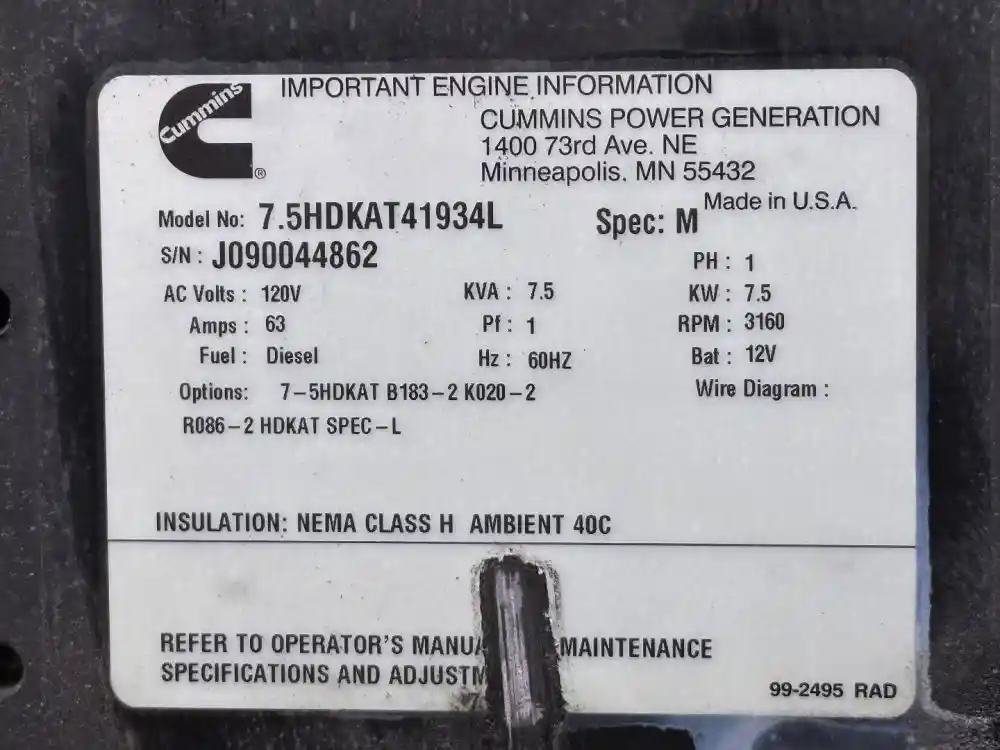 Cummins
®
IMPORTANT ENGINE INFORMATION
CUMMINS POWER GENERATION
1400 73rd Ave. NE
Minneapolis. MN 55432
Made in U.S.A.
Model No: 7.5HDKAT41934L Spec: M
S/N : J090044862 PH : 1
AC Volts : 120V KVA : 7.5 KW : 7.5
Amps : 63 Pf : 1 RPM : 3160
Fuel : Diesel Hz : 60HZ Bat : 12V
Options: 7-5HDKAT B183-2 K020-2 Wire Diagram :
R086-2 HDKAT SPEC-L
INSULATION: NEMA CLASS H AMBIENT 40C
REFER TO OPERATOR'S MAINTENANCE
SPECIFICATIONS AND
99-2495 RAD